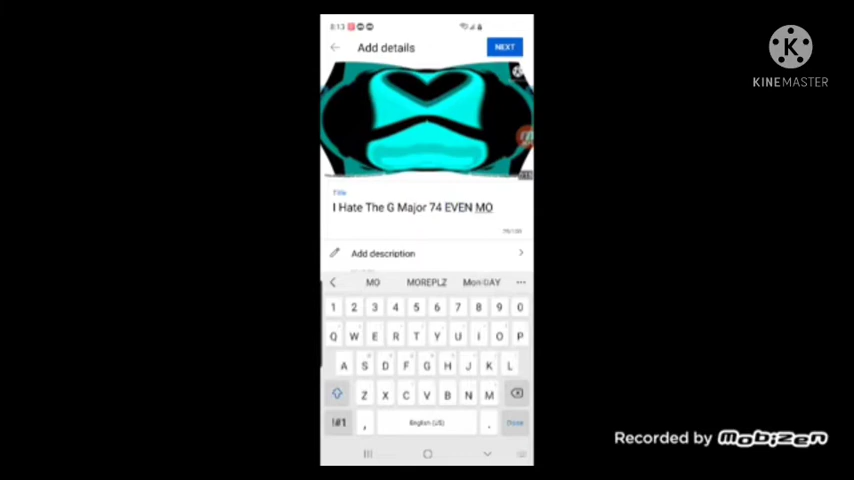 8:13
Add details
NEXT
KINEMASTER
Title
I Hate The G Major 74 EVEN MO
Add description
MO MOREPLZ Mon-DAY
1 2 3 4 5 6 7 8 9 0
Q W E R T Y U I O P
A S D F G H J K L
Z X C V B N M
!#1 , English (US) . Done
Recorded by mobizen